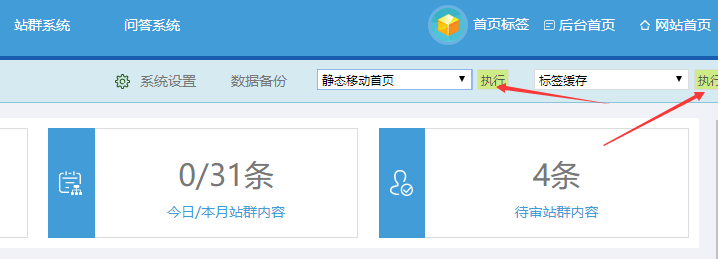 站群系统 问答系统 首页标签 后台首页 网站首页
系统设置 数据备份 静态移动首页 执行 标签缓存 执行
0/31条 4条
今日/本月站群内容 待审站群内容